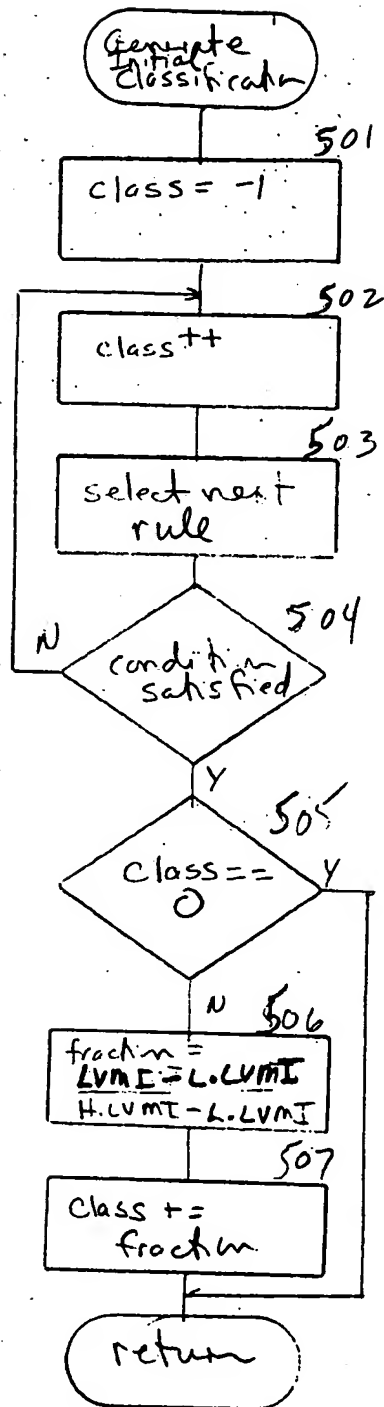 Generate
Initial
Classification
501
class = -1
502
class++
503
select next
rule
504
N
condition
satisfied
Y
505
Class ==
0
Y
N
506
fraction =
LVMI - L.LVMI
H.LVMI - L.LVMI
507
Class +=
fraction
return